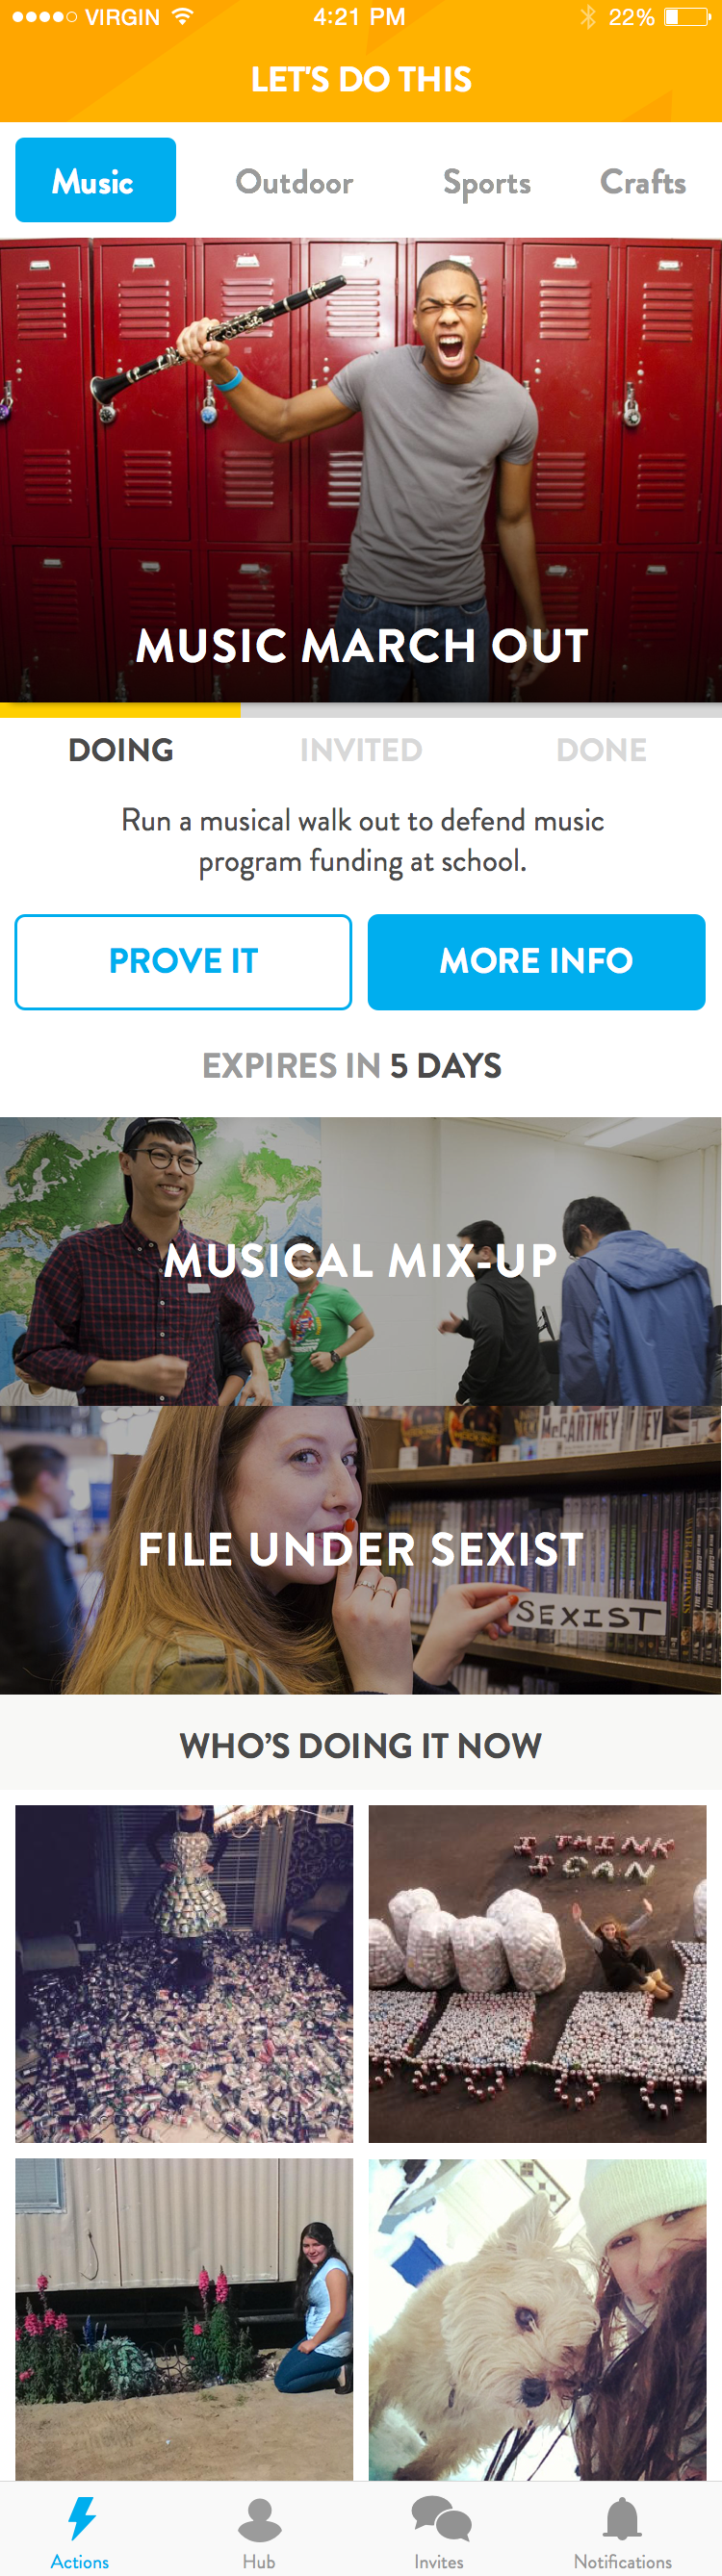 VIRGIN 4:21 PM 22%
LET'S DO THIS
Music Outdoor Sports Crafts
MUSIC MARCH OUT
DOING INVITED DONE
Run a musical walk out to defend music
program funding at school.
PROVE IT MORE INFO
EXPIRES IN 5 DAYS
MUSICAL MIX-UP
McCARTNEY
FILE UNDER SEXIST
SEXIST
WHO’S DOING IT NOW
I THINK
I CAN
Actions Hub Invites Notifications